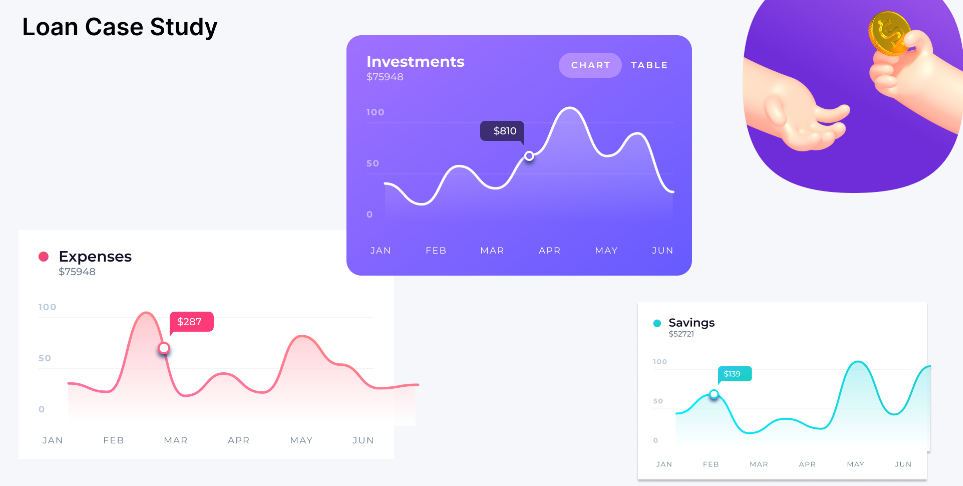 Loan Case Study
Investments
$75948
CHART TABLE
100
$810
50
0
JAN FEB MAR APR MAY JUN
Expenses
$75948
100
$287
50
0
JAN FEB MAR APR MAY JUN
Savings
$52721
100
$139
50
0
JAN FEB MAR APR MAY JUN